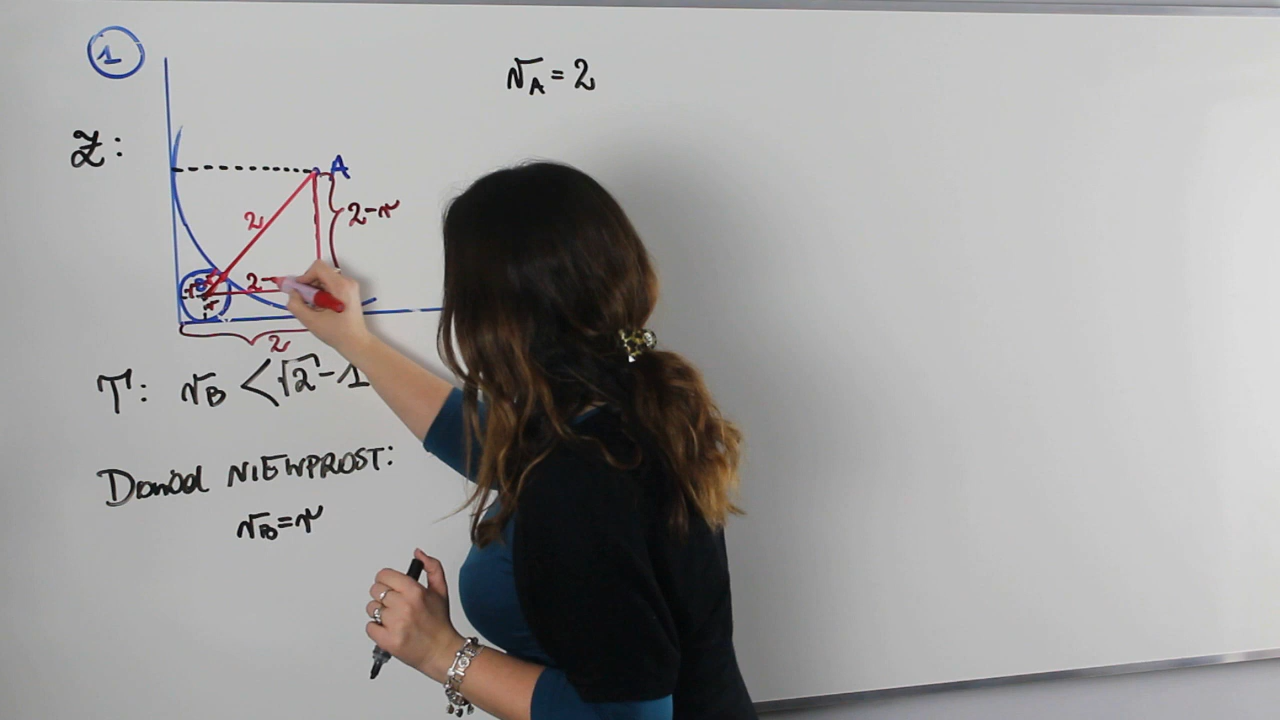 1
r_A = 2
Z:
A
2
2-r
B
r
r
2-
2
T: r_B < √2 - 1
Dowód NIEWPROST:
r_B = r